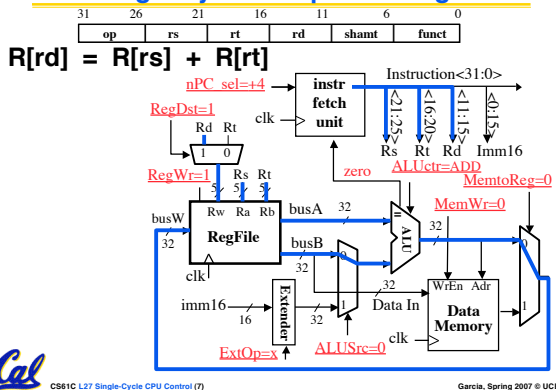 31 26 21 16 11 6 0
op rs rt rd shamt funct
R[rd] = R[rs] + R[rt]
nPC_sel=+4
instr fetch unit
Instruction<31:0>
clk
<21:25>
<16:20>
<11:15>
<0:15>
Rs Rt Rd Imm16
RegDst=1
Rd Rt
1 0
zero
ALUctr=ADD
MemtoReg=0
RegWr=1
Rs Rt
5 5 5
MemWr=0
Rw Ra Rb
RegFile
busW
32
busA
32
busB
32
clk
=
ALU
32
0
1
WrEn Adr
Data Memory
0
1
32
Data In
imm16
16
Extender
32
clk
ExtOp=x
ALUSrc=0
Cal
CS61C L27 Single-Cycle CPU Control (7)
Garcia, Spring 2007 © UCB